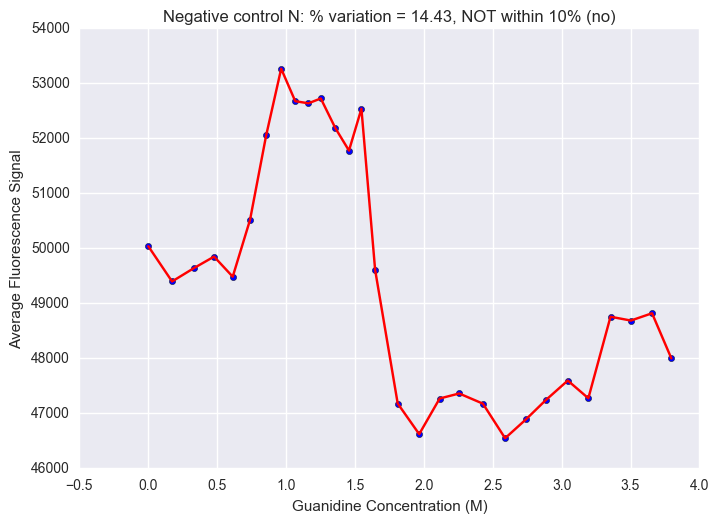 Negative control N: % variation = 14.43, NOT within 10% (no)
54000
53000
52000
51000
50000
49000
48000
47000
46000
Average Fluorescence Signal
−0.5 0.0 0.5 1.0 1.5 2.0 2.5 3.0 3.5 4.0
Guanidine Concentration (M)